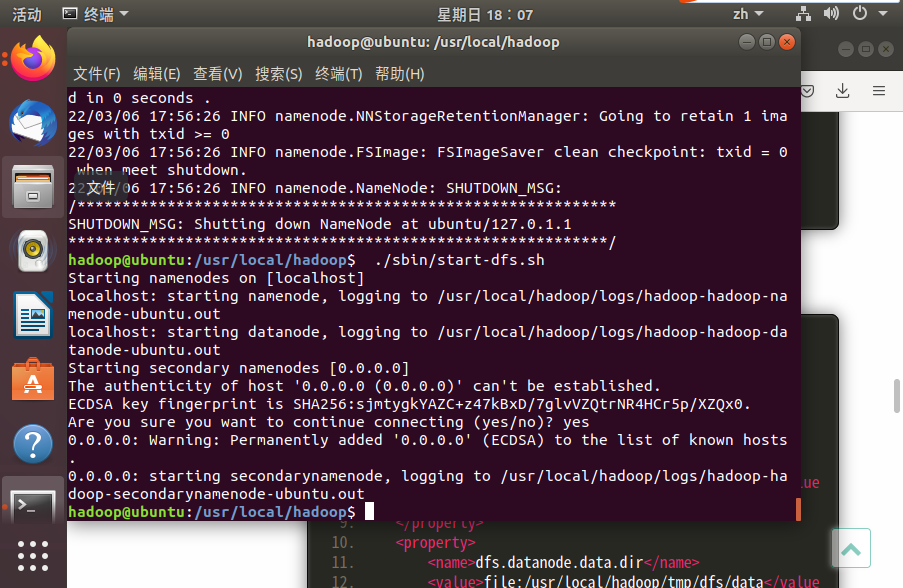 活动
终端
星期日 18：07
zh
hadoop@ubuntu: /usr/local/hadoop
文件(F) 编辑(E) 查看(V) 搜索(S) 终端(T) 帮助(H)
d in 0 seconds .
22/03/06 17:56:26 INFO namenode.NNStorageRetentionManager: Going to retain 1 ima
ges with txid >= 0
22/03/06 17:56:26 INFO namenode.FSImage: FSImageSaver clean checkpoint: txid = 0
when meet shutdown.
文件
22/03/06 17:56:26 INFO namenode.NameNode: SHUTDOWN_MSG:
/************************************************************
SHUTDOWN_MSG: Shutting down NameNode at ubuntu/127.0.1.1
************************************************************/
hadoop@ubuntu:/usr/local/hadoop$ ./sbin/start-dfs.sh
Starting namenodes on [localhost]
localhost: starting namenode, logging to /usr/local/hadoop/logs/hadoop-hadoop-na
menode-ubuntu.out
localhost: starting datanode, logging to /usr/local/hadoop/logs/hadoop-hadoop-da
tanode-ubuntu.out
Starting secondary namenodes [0.0.0.0]
The authenticity of host '0.0.0.0 (0.0.0.0)' can't be established.
ECDSA key fingerprint is SHA256:sjmtygkYAZC+z47kBxD/7glvVZQtrNR4HCr5p/XZQx0.
Are you sure you want to continue connecting (yes/no)? yes
0.0.0.0: Warning: Permanently added '0.0.0.0' (ECDSA) to the list of known hosts
.
0.0.0.0: starting secondarynamenode, logging to /usr/local/hadoop/logs/hadoop-ha
doop-secondarynamenode-ubuntu.out
hadoop@ubuntu:/usr/local/hadoop$
lue
9. </property>
10. <property>
11. <name>dfs.datanode.data.dir</name>
12. <value>file:/usr/local/hadoop/tmp/dfs/data</value